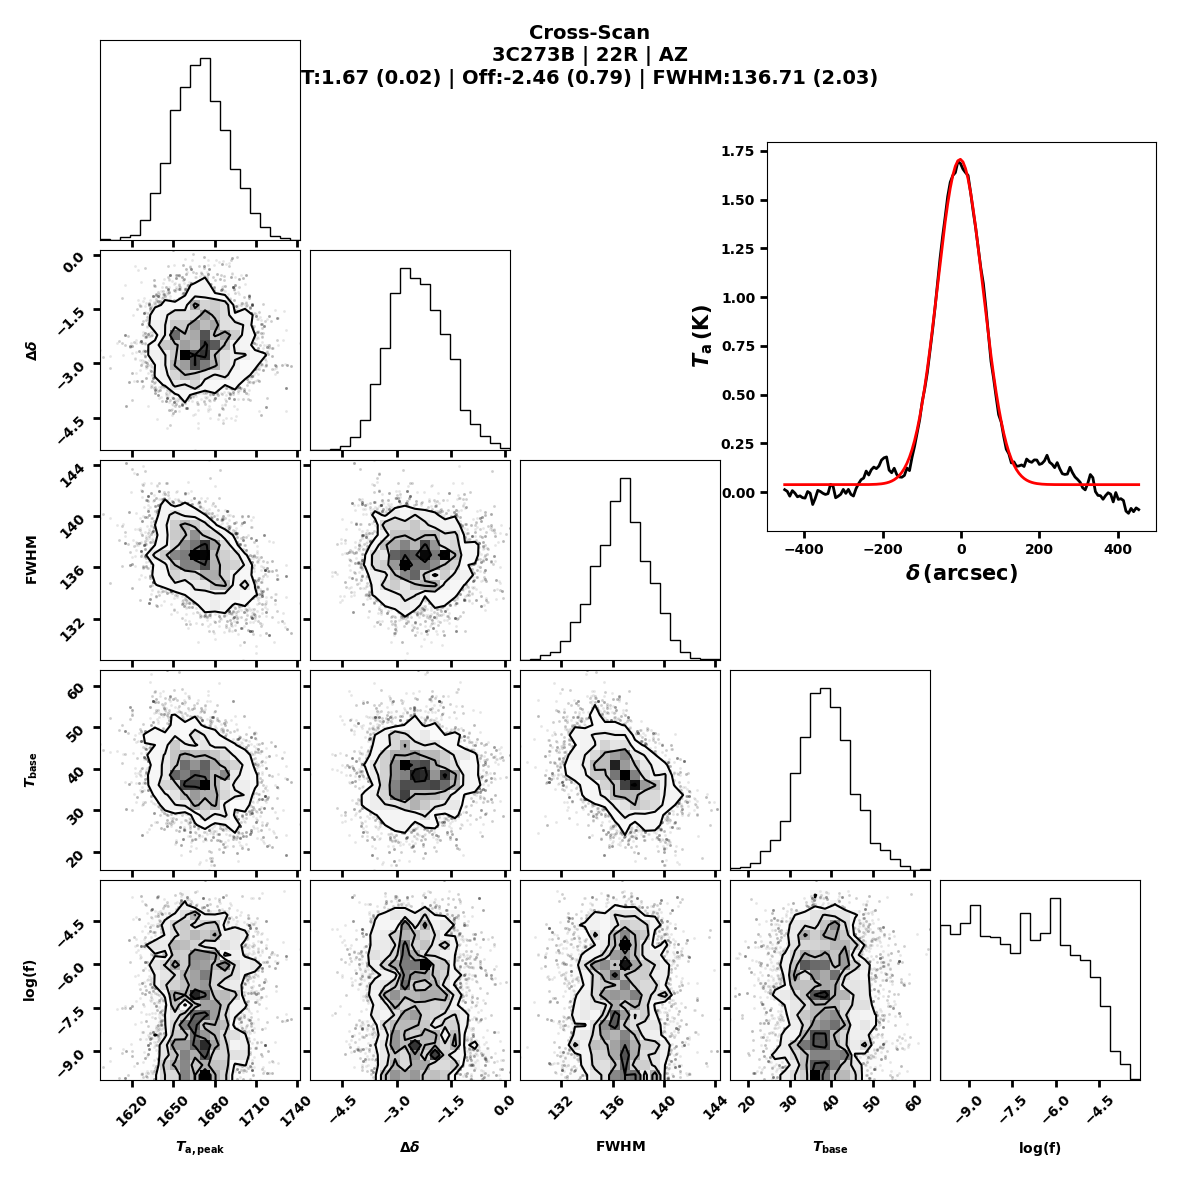 Cross-Scan
3C273B | 22R | AZ
T:1.67 (0.02) | Off:-2.46 (0.79) | FWHM:136.71 (2.03)
1.75
1.50
1.25
1.00
0.75
0.50
0.25
0.00
Ta (K)
−400 −200 0 200 400
δ (arcsec)
0.0
−1.5
−3.0
−4.5
Δδ
144
140
136
132
FWHM
60
50
40
30
20
Tbase
−4.5
−6.0
−7.5
−9.0
log(f)
1620 1650 1680 1710 1740
−4.5 −3.0 −1.5 0.0
132 136 140 144
20 30 40 50 60
−9.0 −7.5 −6.0 −4.5
Ta,peak Δδ FWHM Tbase log(f)